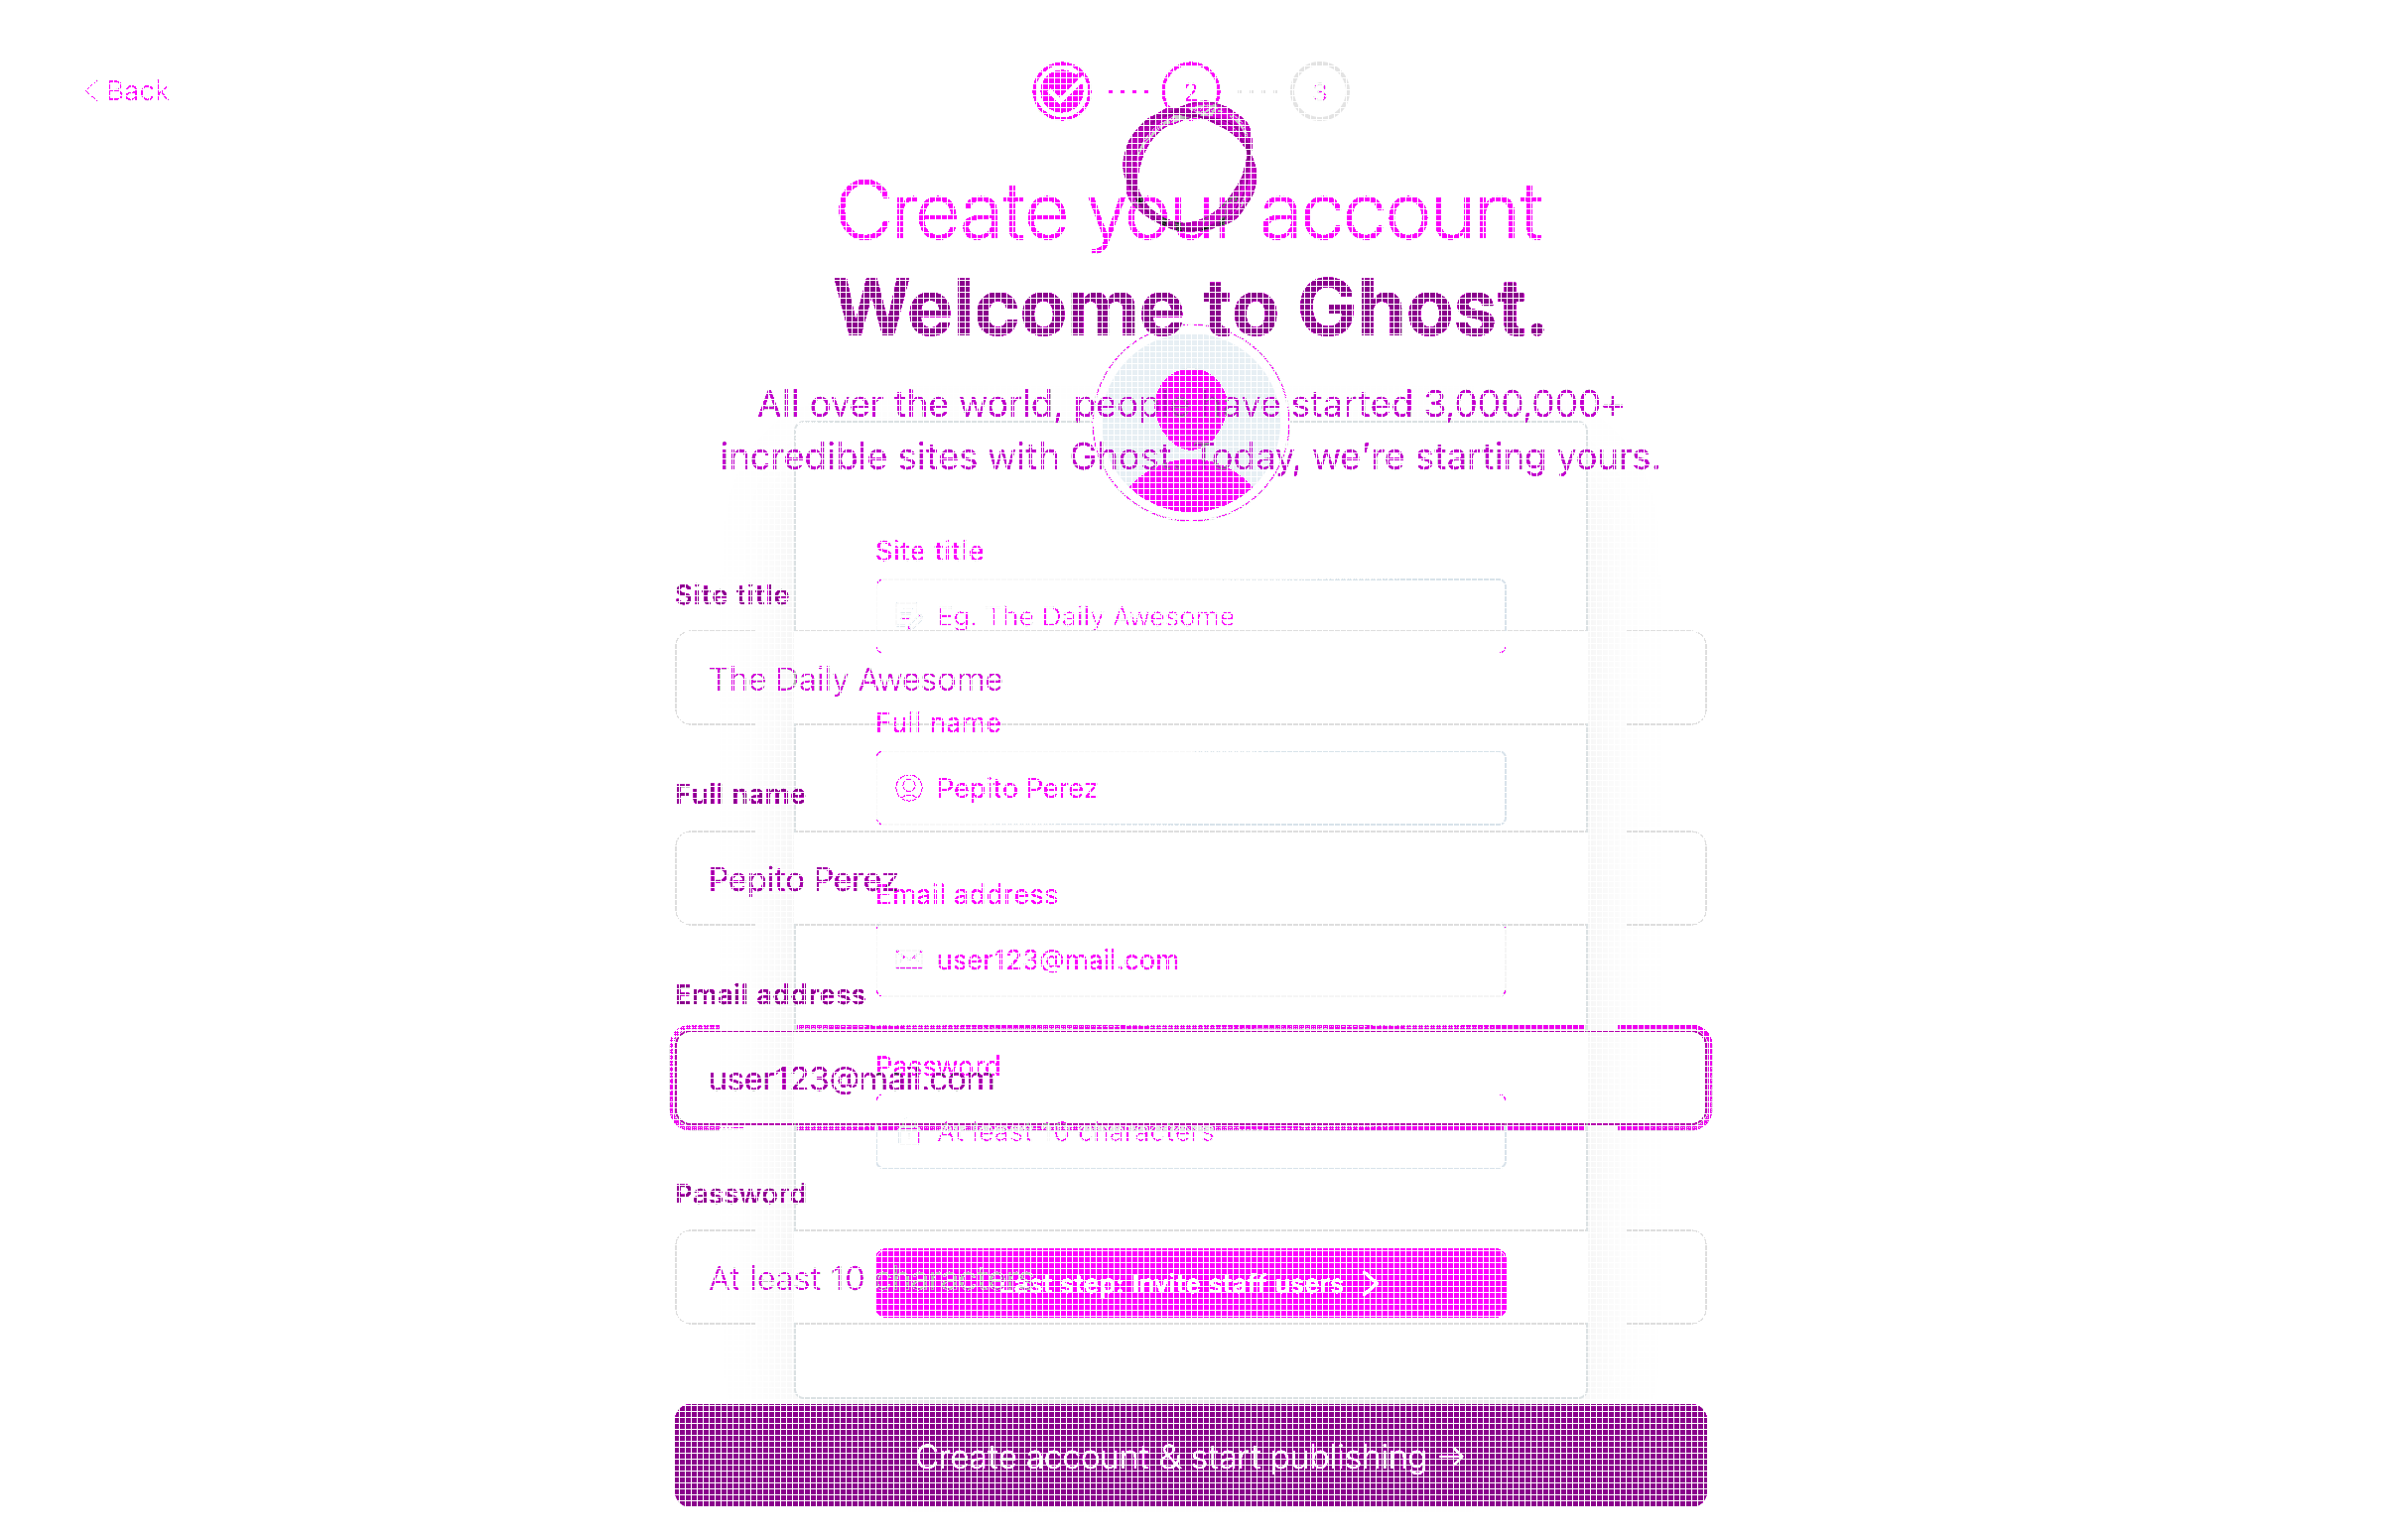 Back
2
3
Create your account
Welcome to Ghost.
All over the world, people have started 3,000,000+
incredible sites with Ghost. Today, we're starting yours.
Site title
Site title
Eg. The Daily Awesome
The Daily Awesome
Full name
Pepito Perez
Full name
Pepito Perez
Email address
user123@mail.com
Email address
Password
user123@mail.com
At least 10 characters
Password
At least 10 characters
Last step: Invite staff users
Create account & start publishing →